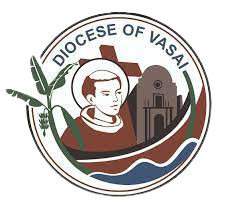 DIOCESE OF VASAI